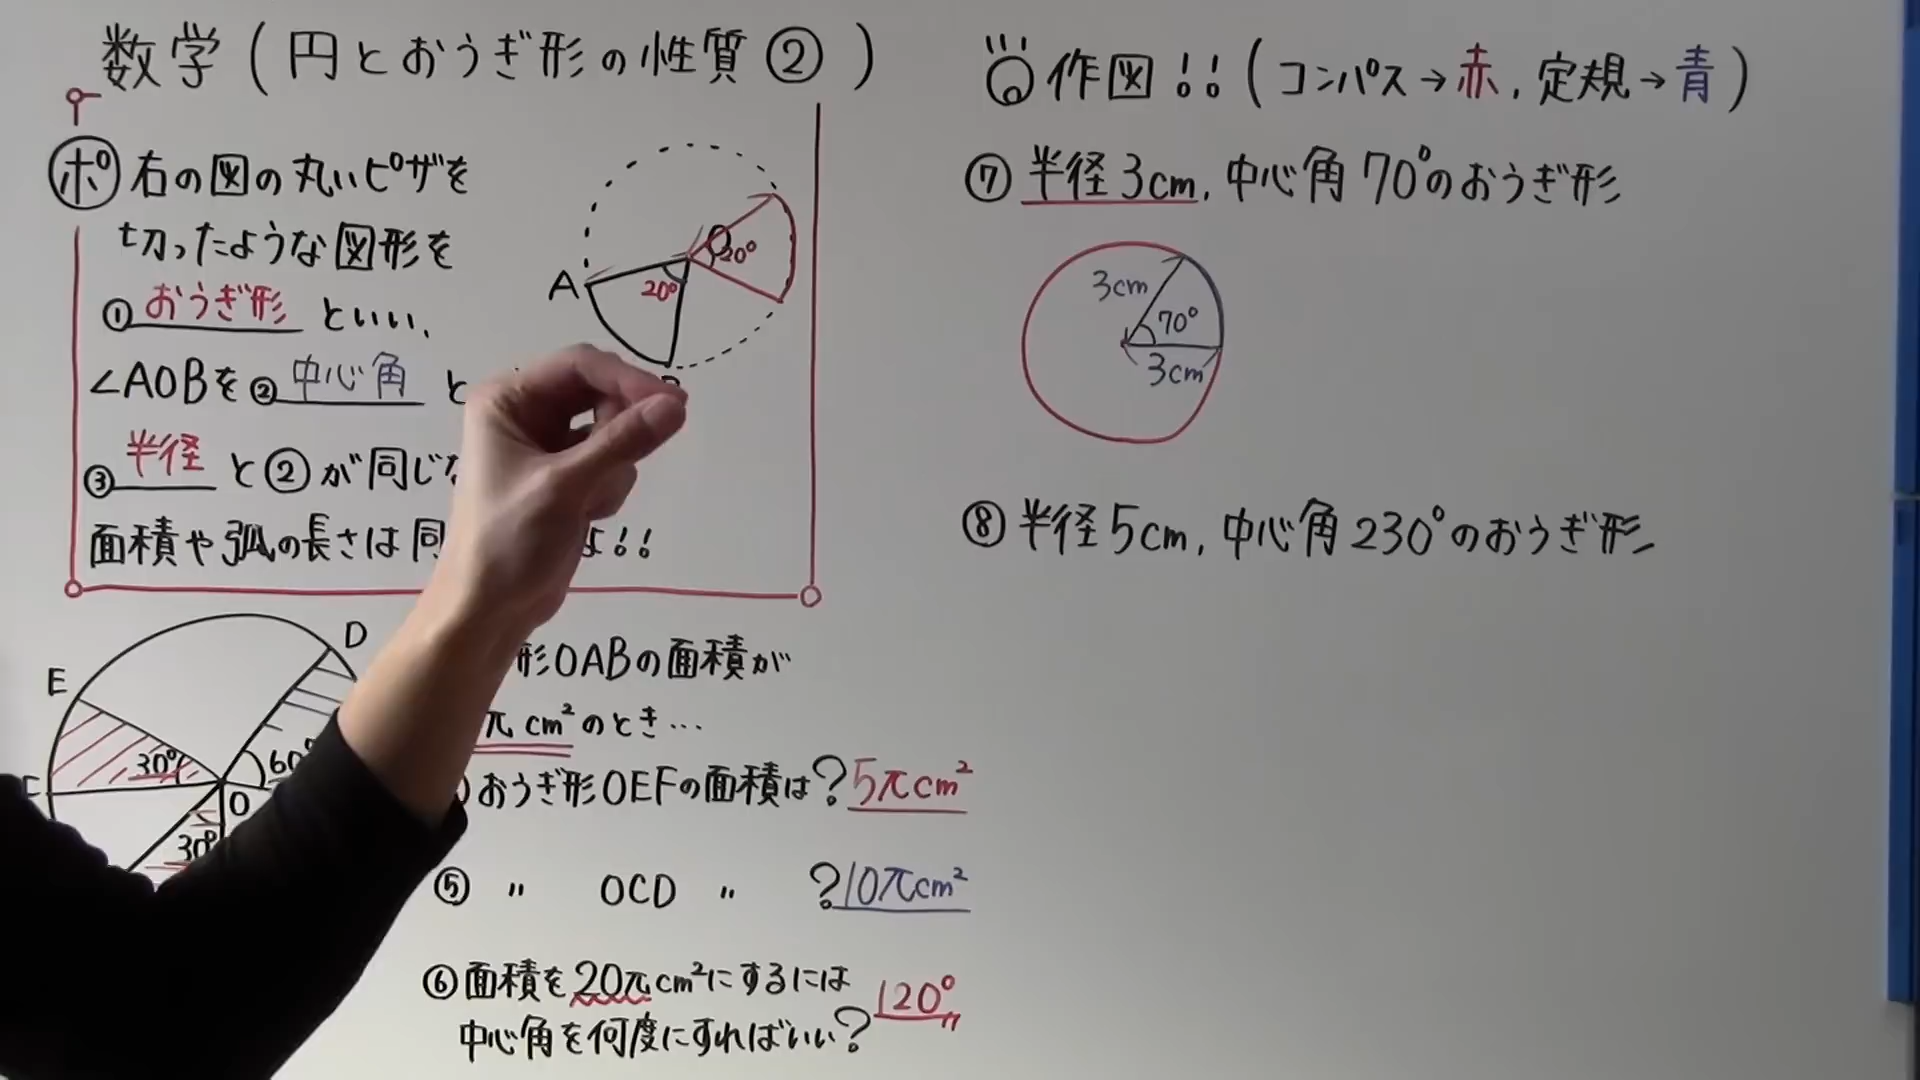 数学(円とおうぎ形の性質②)
ポ 右の図の丸いピザを
切ったような図形を
①おうぎ形 といい,
∠AOBを②中心角 と
③半径 と②が同じ
面積や弧の長さは同 よ!!
A
O
20°
20°
D
E
30°
60°
O
30°
形OABの面積が
πcm²のとき…
おうぎ形OEFの面積は? 5πcm²
⑤ 〃 OCD 〃 ? 10πcm²
⑥面積を20πcm²にするには
中心角を何度にすればいい? 120°
作図!!(コンパス→赤,定規→青)
⑦半径3cm,中心角70°のおうぎ形
3cm
70°
3cm
⑧半径5cm,中心角230°のおうぎ形